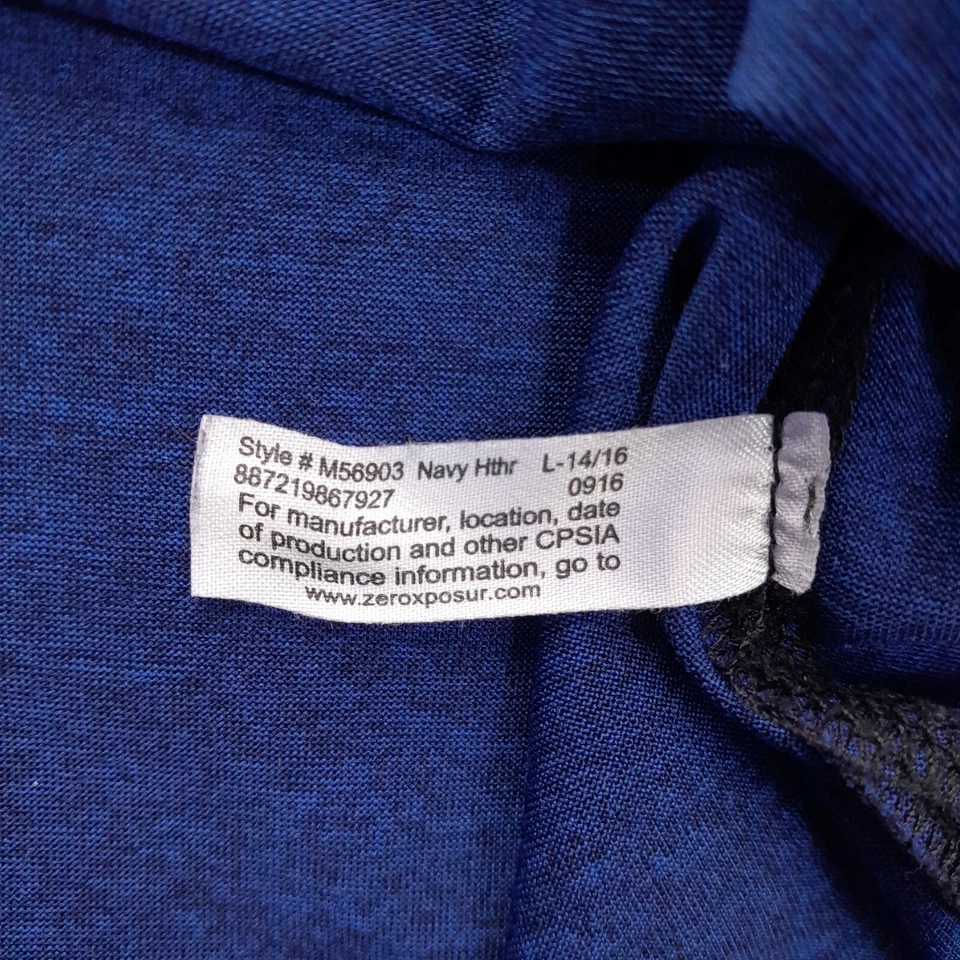 Style # M56903 Navy Hthr L-14/16
887219867927 0916
For manufacturer, location, date
of production and other CPSIA
compliance information, go to
www.zeroxposur.com